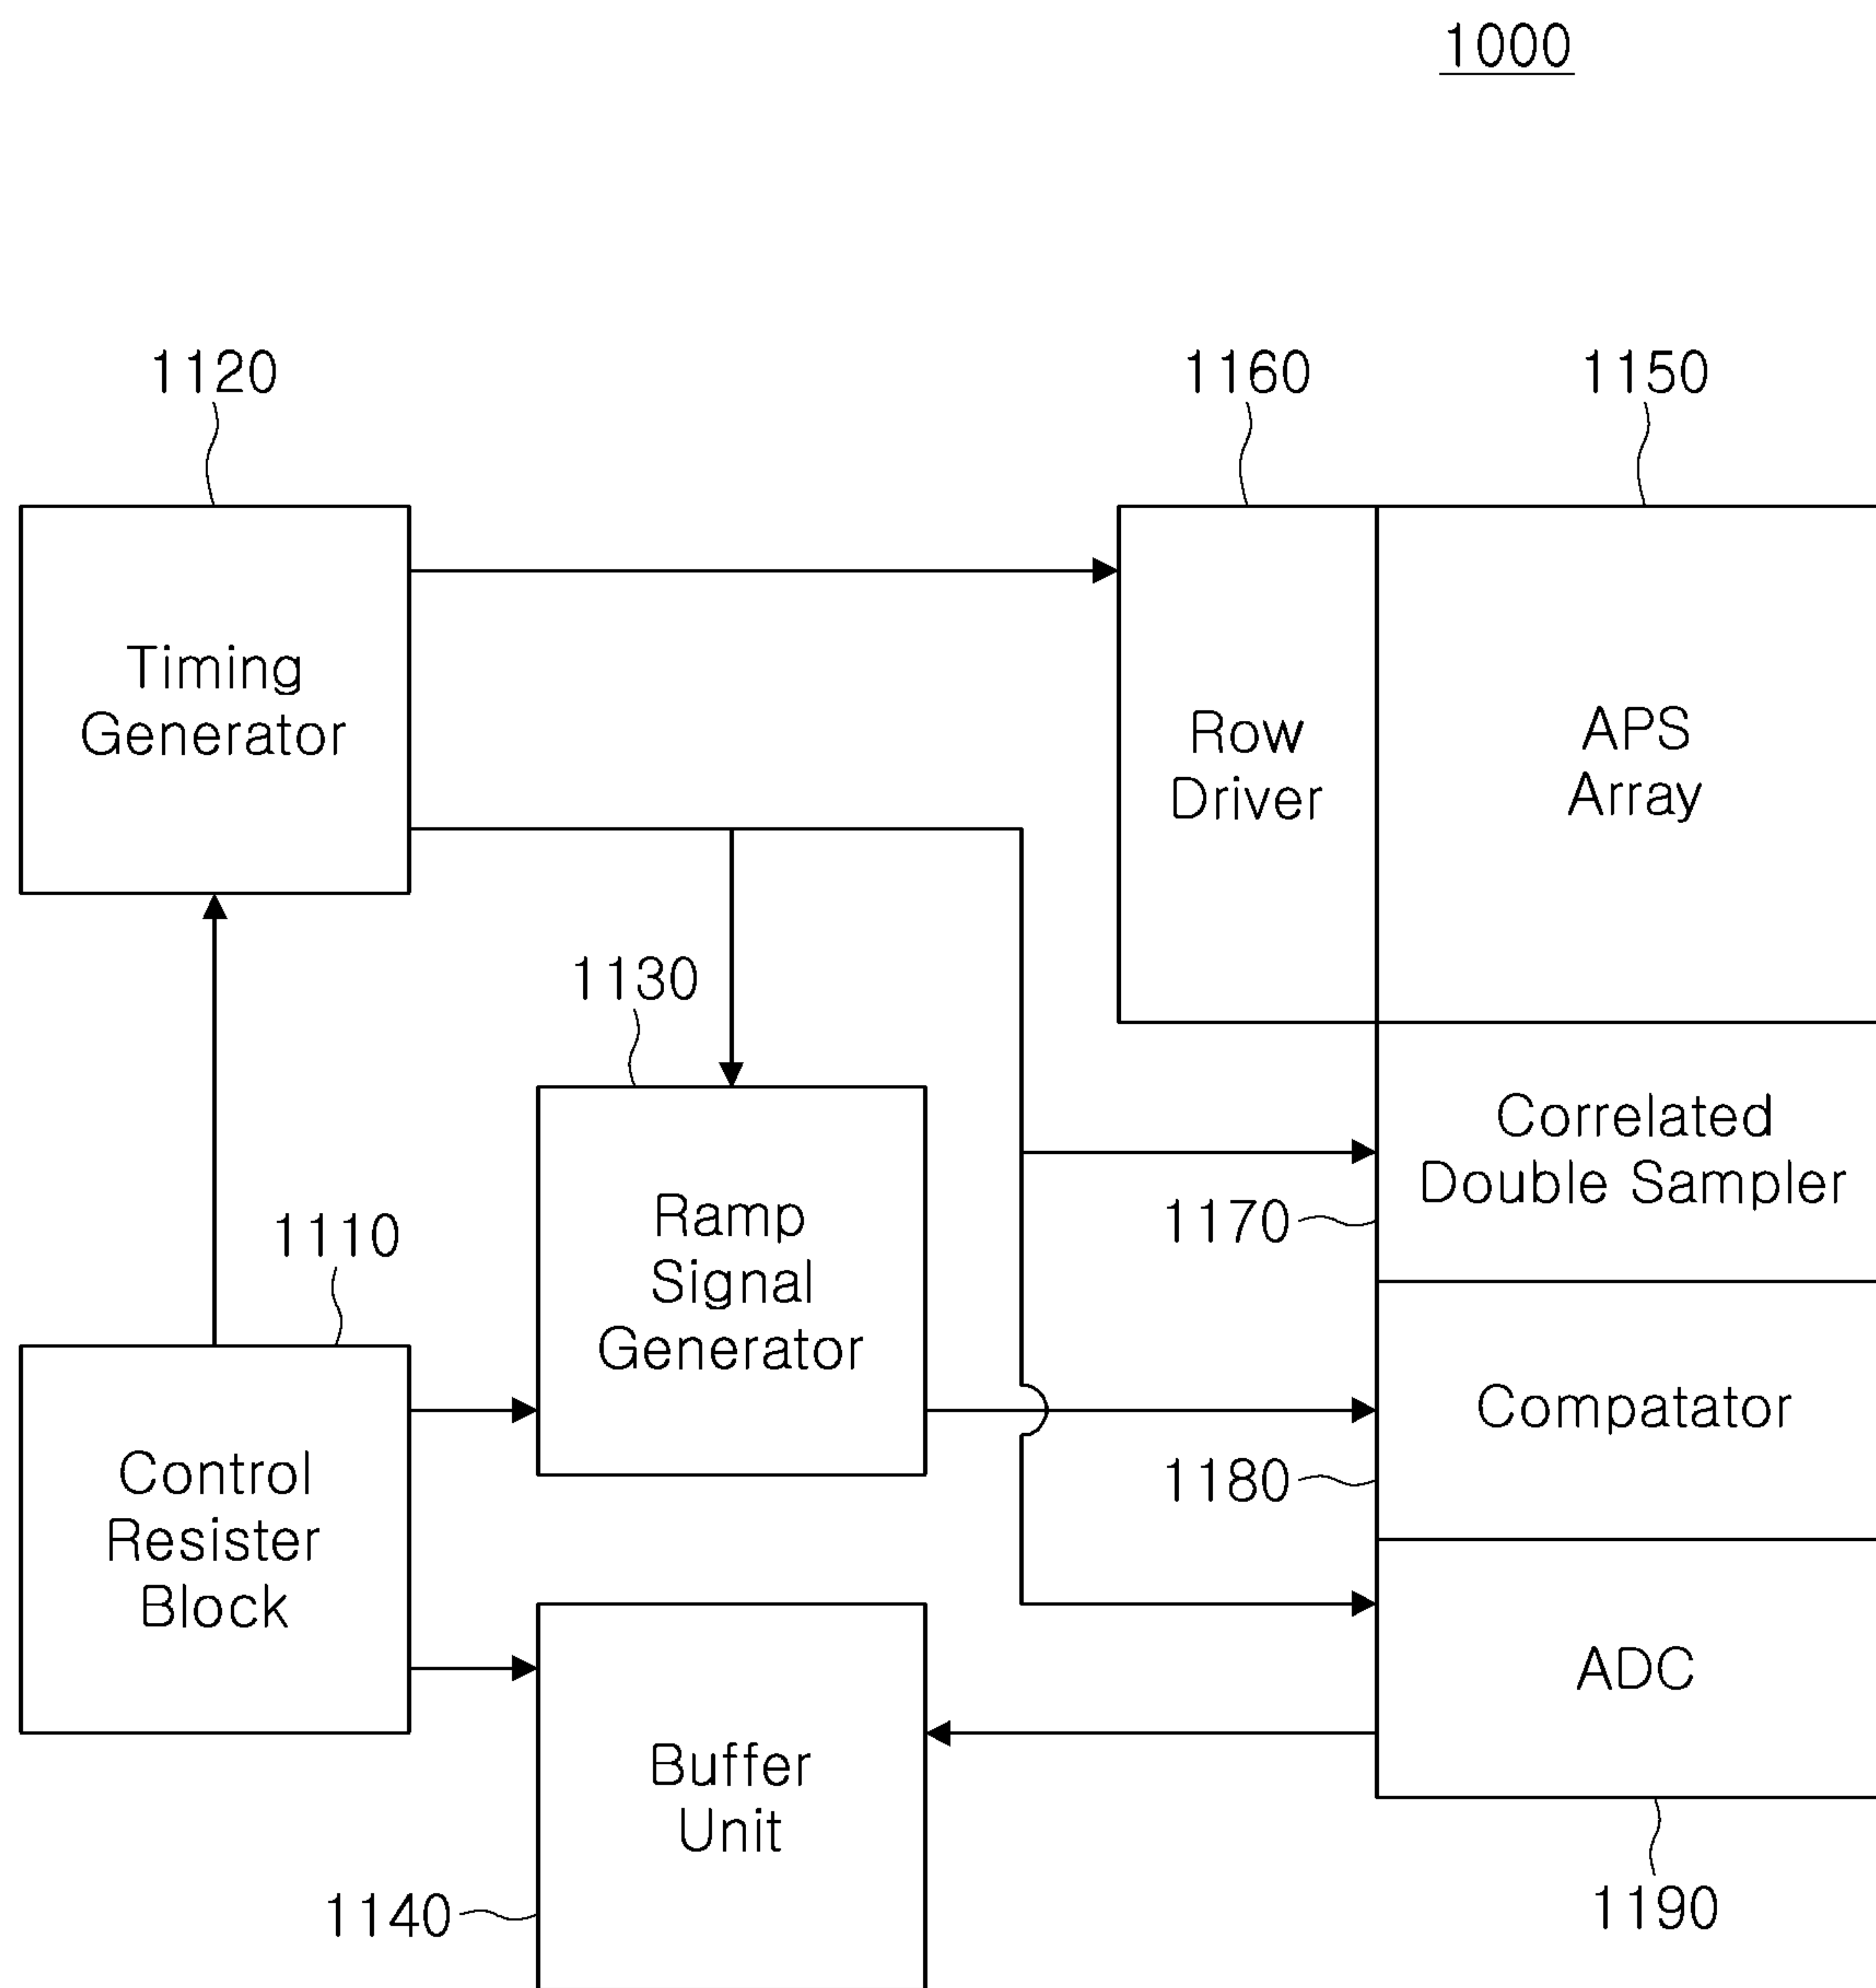 1000
1120
1160
1150
Timing
Generator
Row
Driver
APS
Array
1130
Correlated
Double Sampler
1170
1110
Ramp
Signal
Generator
Compatator
1180
Control
Resister
Block
ADC
Buffer
Unit
1140
1190